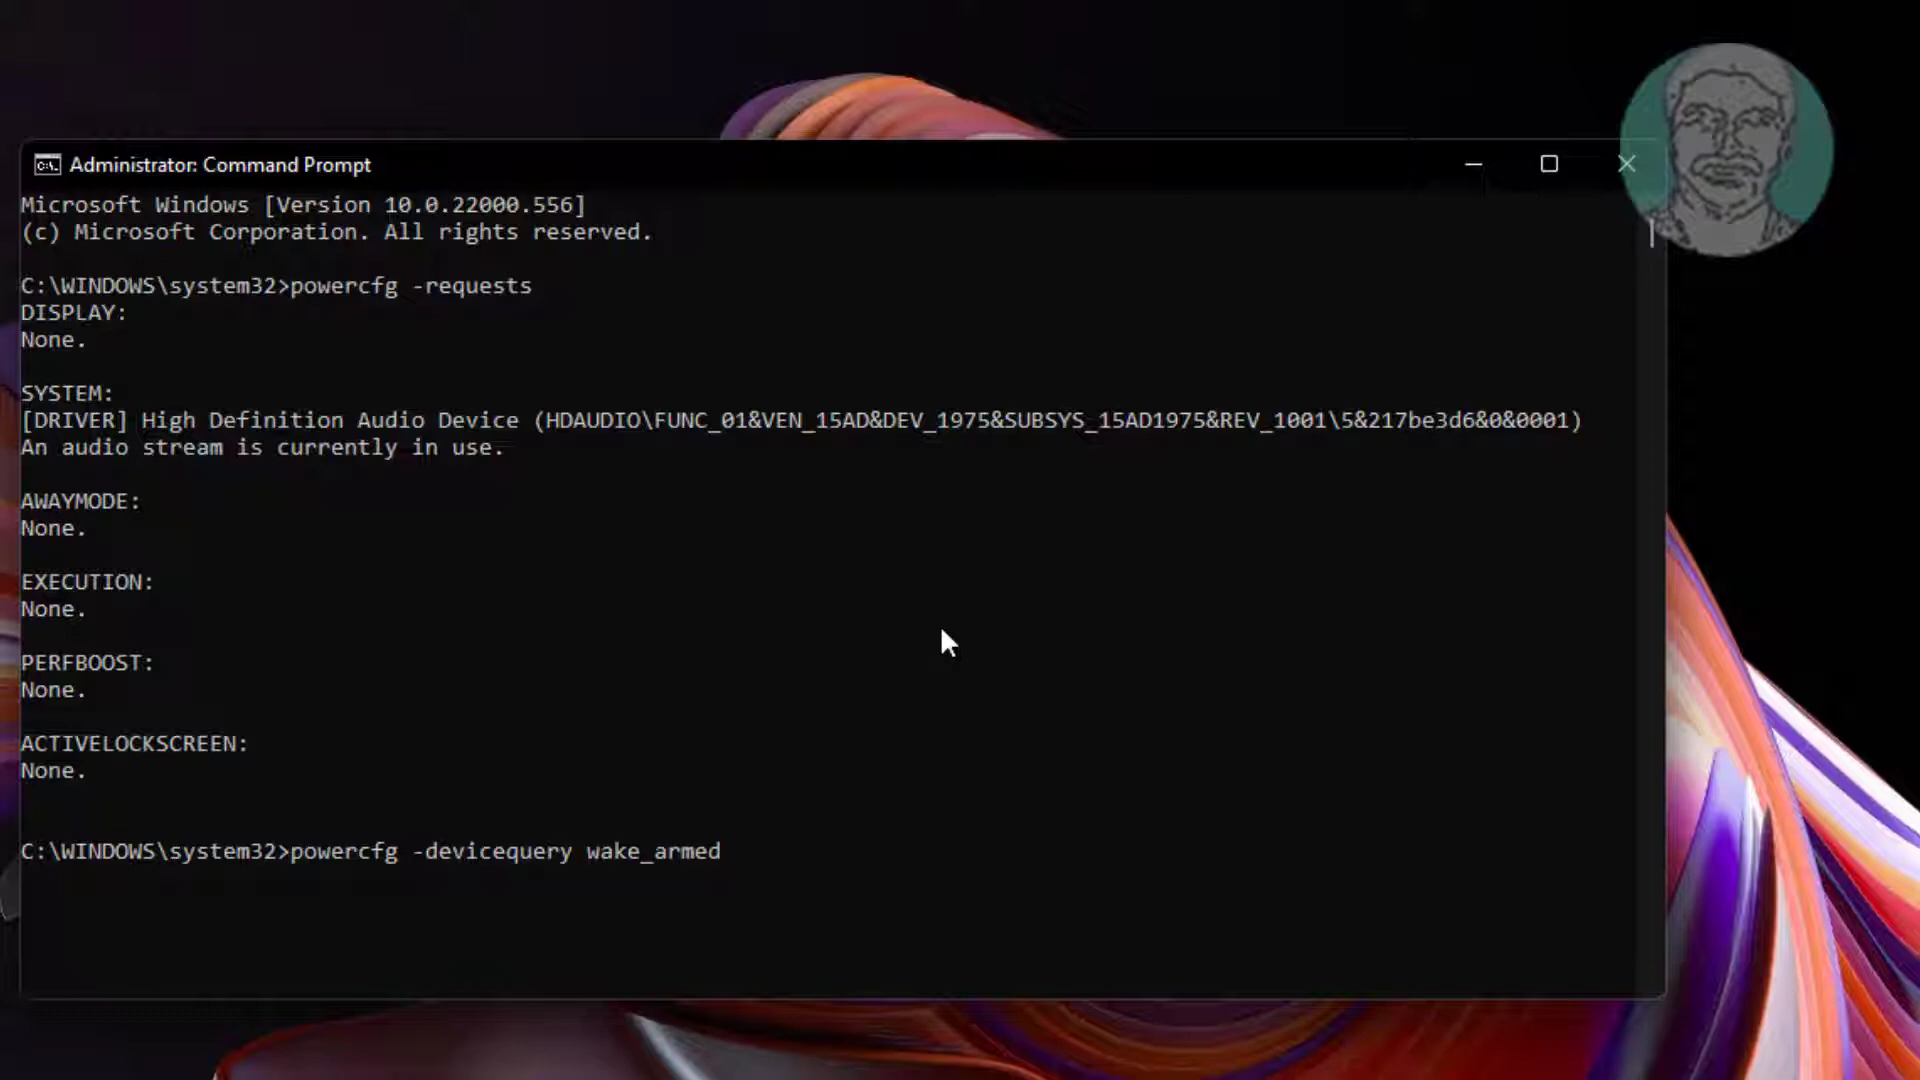 Administrator: Command Prompt
Microsoft Windows [Version 10.0.22000.556]
(c) Microsoft Corporation. All rights reserved.
C:\WINDOWS\system32>powercfg -requests
DISPLAY:
None.
SYSTEM:
[DRIVER] High Definition Audio Device (HDAUDIO\FUNC_01&VEN_15AD&DEV_1975&SUBSYS_15AD1975&REV_1001\5&217be3d6&0&0001)
An audio stream is currently in use.
AWAYMODE:
None.
EXECUTION:
None.
PERFBOOST:
None.
ACTIVELOCKSCREEN:
None.
C:\WINDOWS\system32>powercfg -devicequery wake_armed